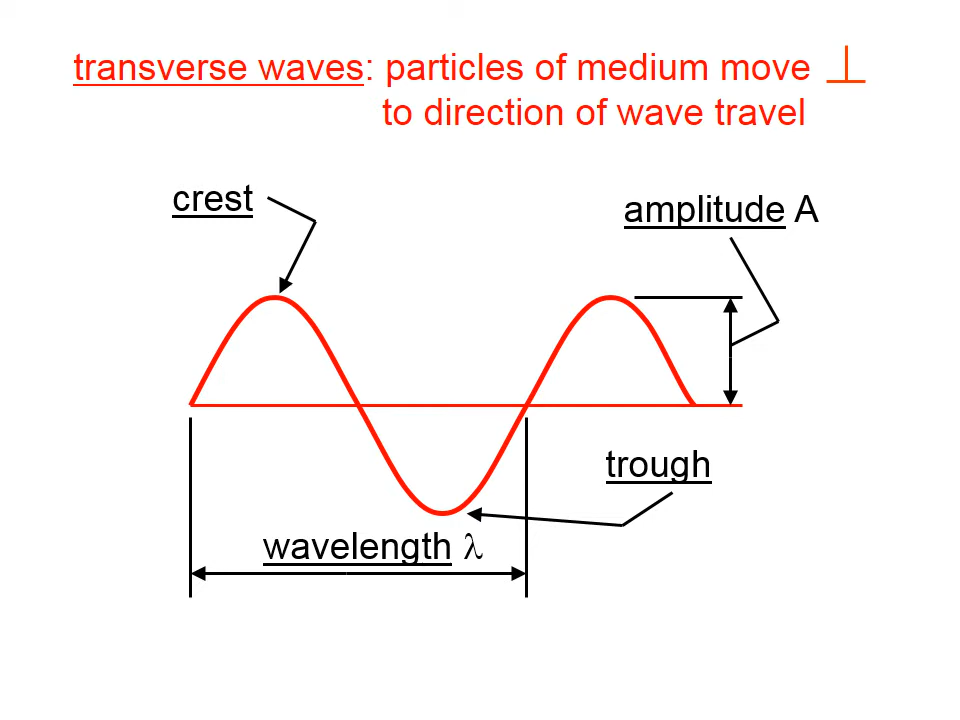 transverse waves: particles of medium move ⊥
to direction of wave travel
crest
amplitude A
trough
wavelength λ